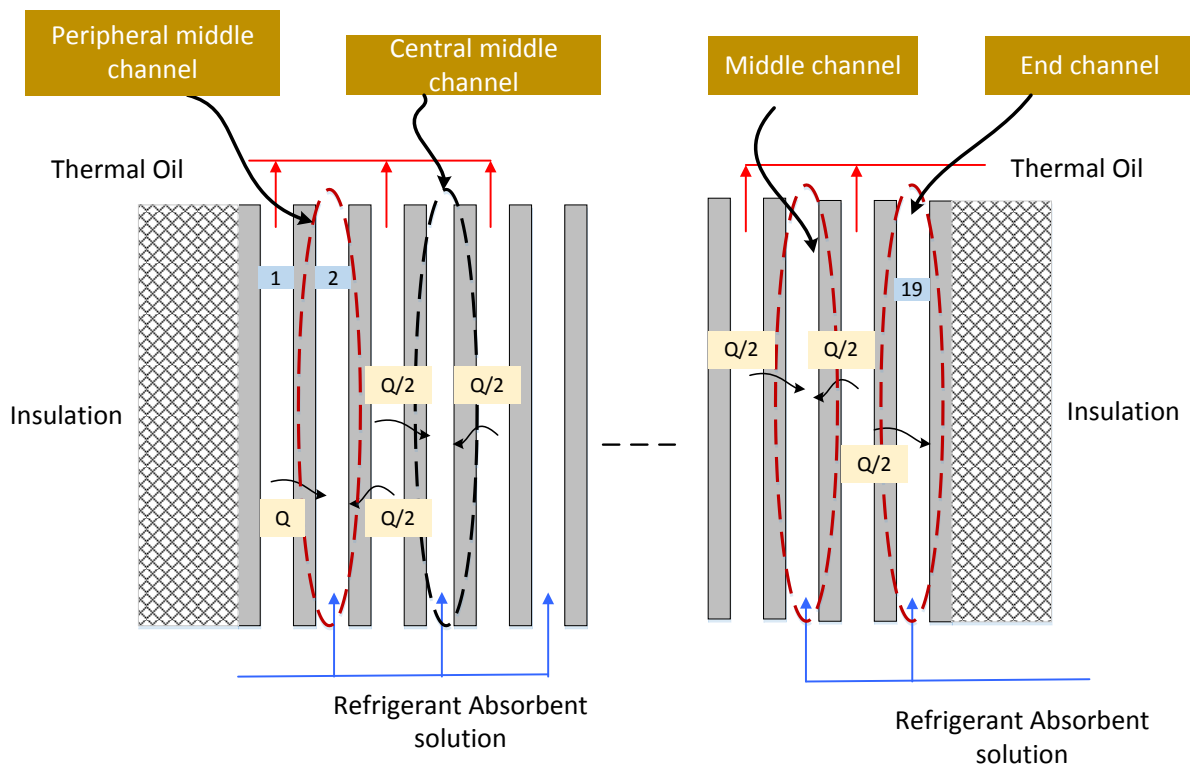 Peripheral middle
channel
Central middle
channel
Middle channel
End channel
Thermal Oil
Thermal Oil
1
2
19
Q/2
Q/2
Q/2
Q/2
Insulation
Insulation
Q/2
Q
Q/2
Refrigerant Absorbent
solution
Refrigerant Absorbent
solution